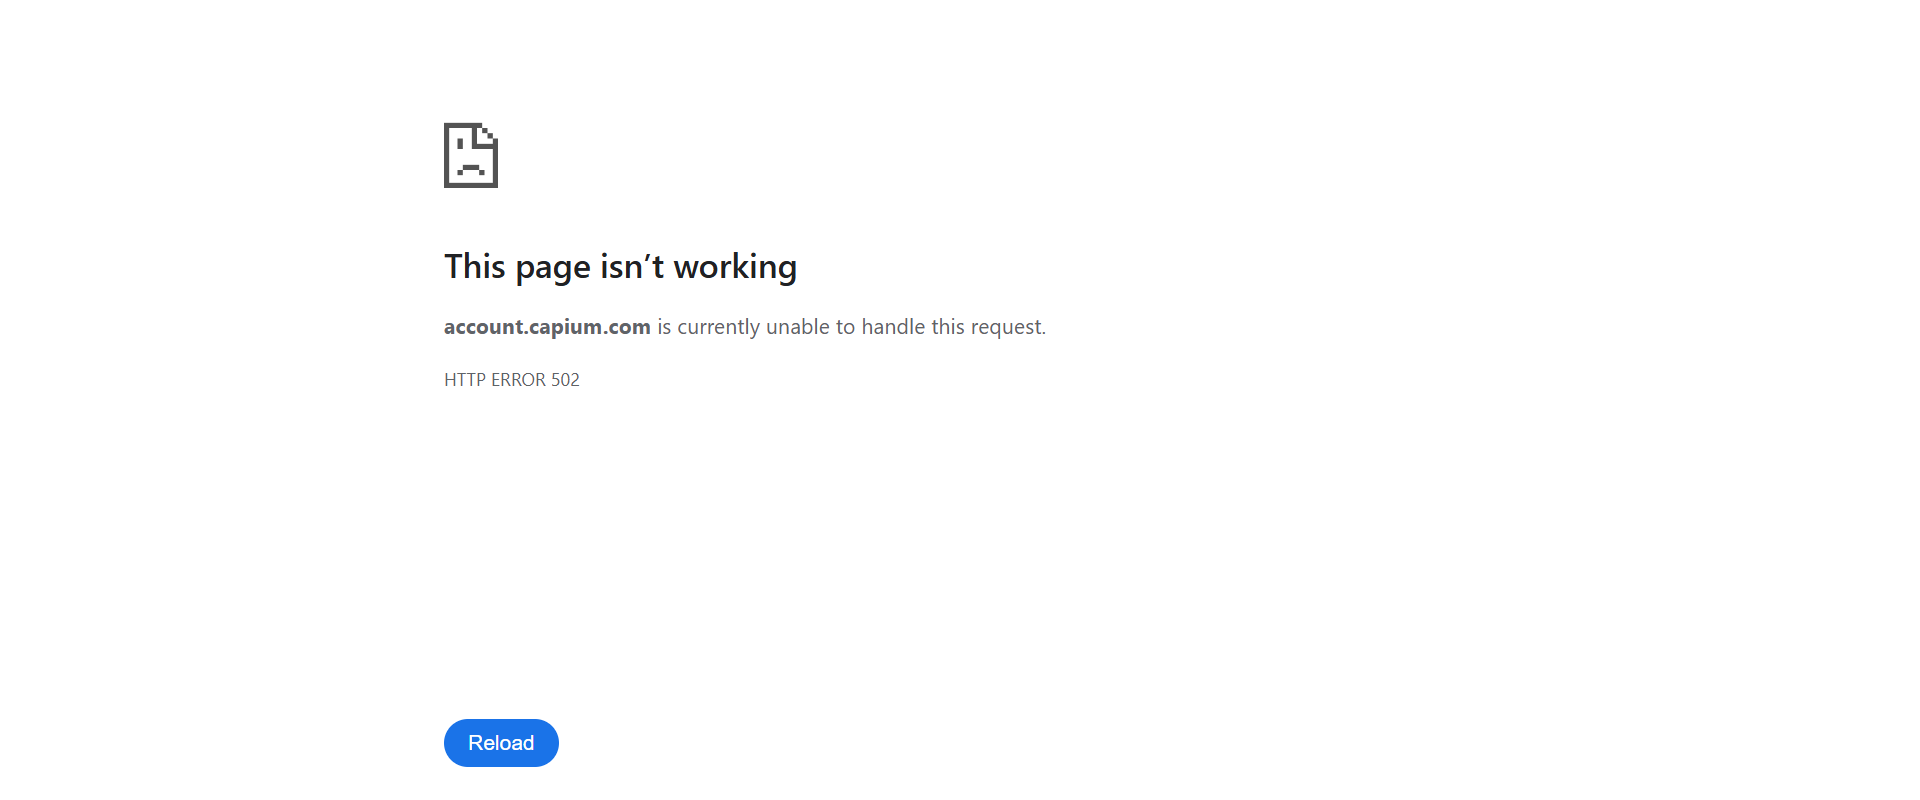 This page isn’t working
account.capium.com is currently unable to handle this request.
HTTP ERROR 502
Reload